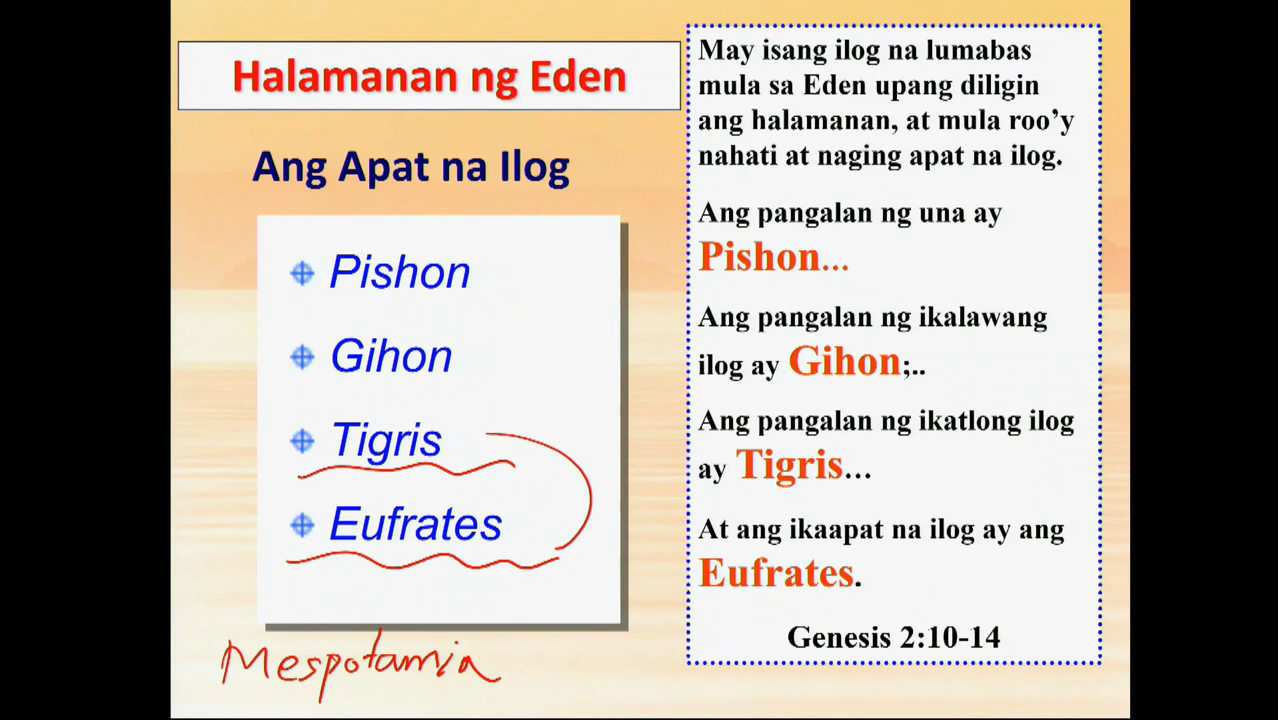 Halamanan ng Eden
Ang Apat na Ilog
Pishon
Gihon
Tigris
Eufrates
Mespotamia
May isang ilog na lumabas
mula sa Eden upang diligin
ang halamanan, at mula roo’y
nahati at naging apat na ilog.
Ang pangalan ng una ay
Pishon...
Ang pangalan ng ikalawang
ilog ay Gihon;..
Ang pangalan ng ikatlong ilog
ay Tigris...
At ang ikaapat na ilog ay ang
Eufrates.
Genesis 2:10-14